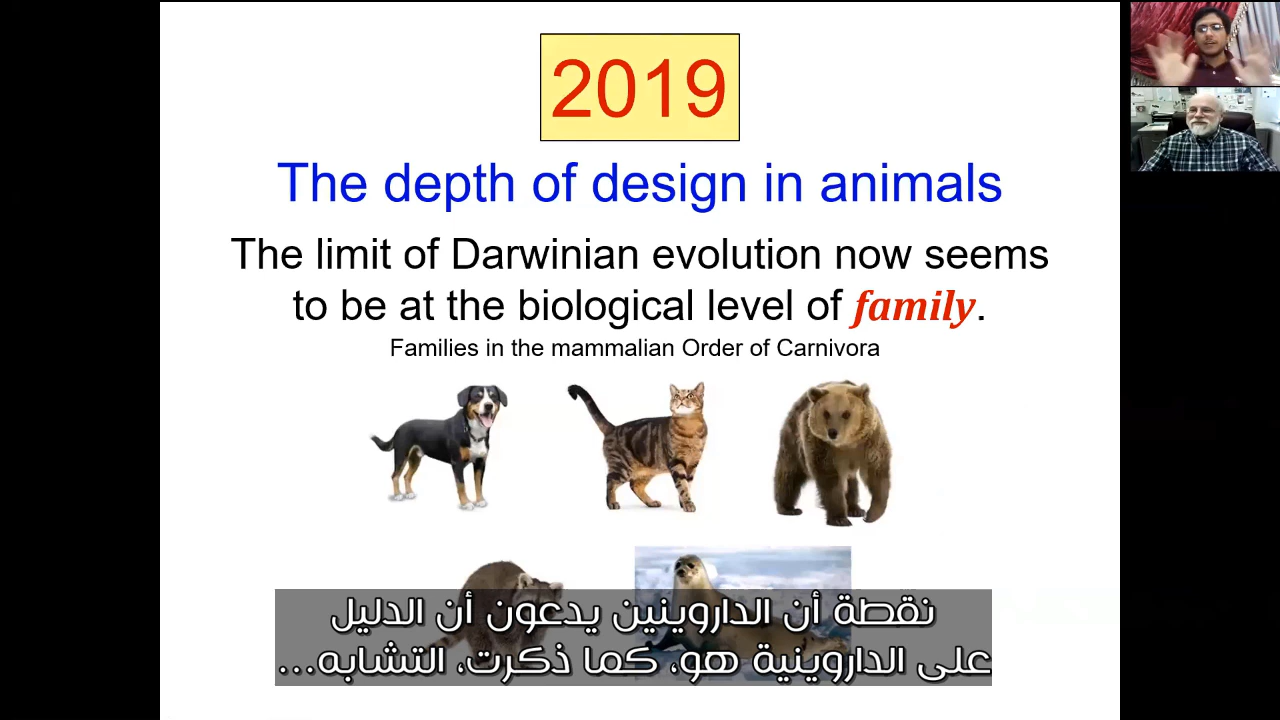 2019
The depth of design in animals
The limit of Darwinian evolution now seems
to be at the biological level of family.
Families in the mammalian Order of Carnivora
نقطة أن الداروينين يدعون أن الدليل
على الداروينية هو، كما ذكرت، التشابه...